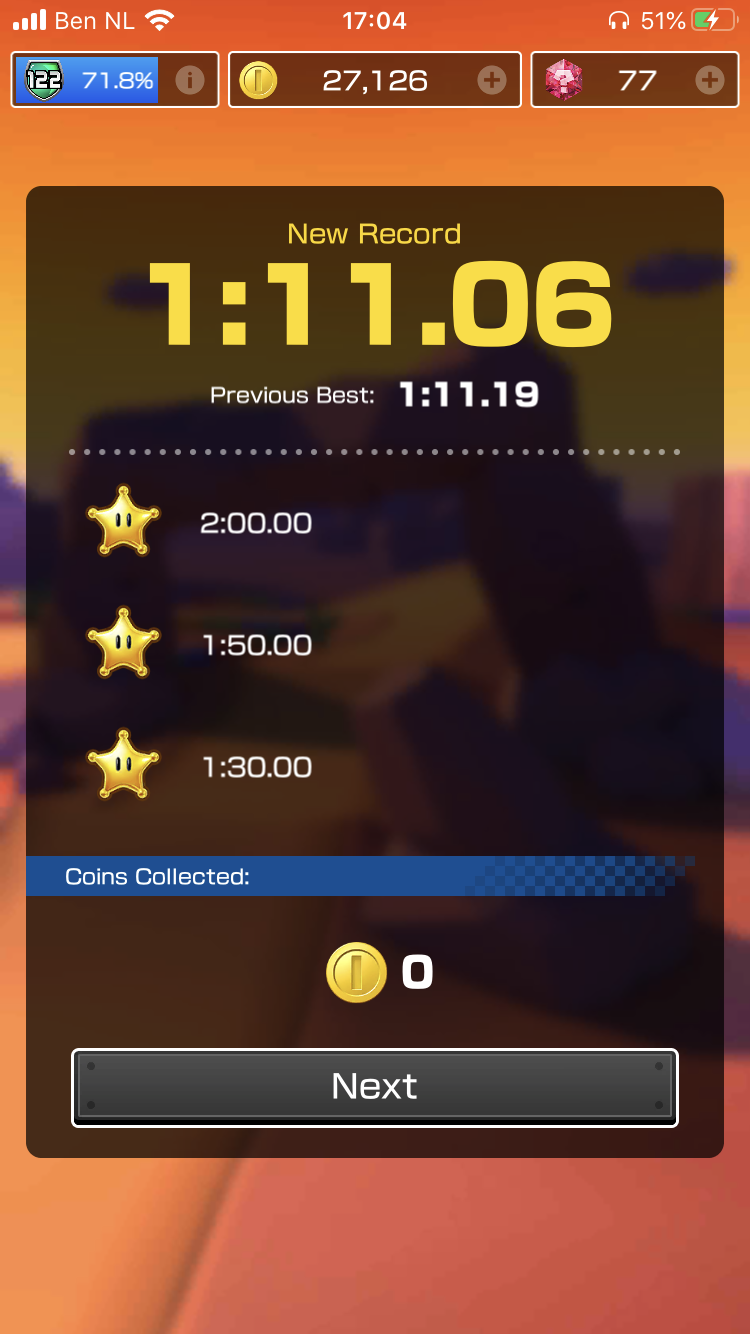 Ben NL 17:04 51%
122 71.8% i 27,126 + 77 +
New Record
1:11.06
Previous Best: 1:11.19
2:00.00
1:50.00
1:30.00
Coins Collected:
0
Next